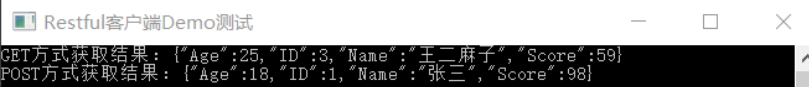 Restful客户端Demo测试
GET方式获取结果：{"Age":25,"ID":3,"Name":"王二麻子","Score":59}
POST方式获取结果：{"Age":18,"ID":1,"Name":"张三","Score":98}